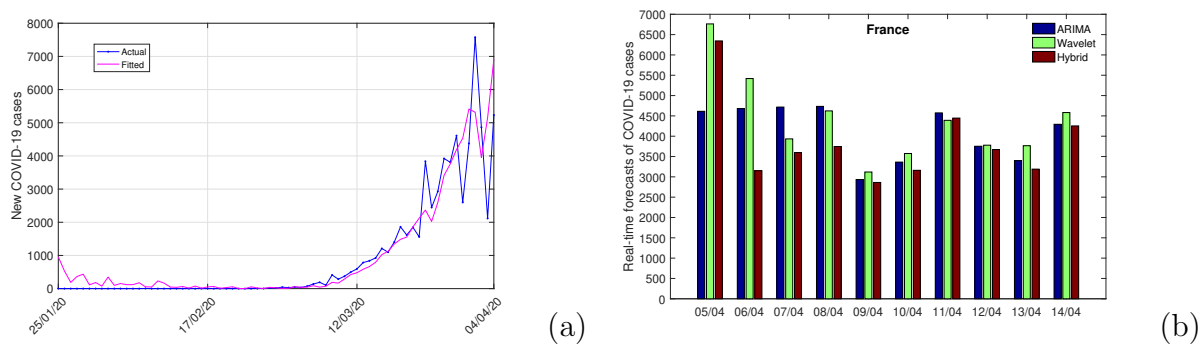 8000
7000
6000
5000
4000
3000
2000
1000
0
New COVID-19 cases
Actual
Fitted
25/01/20
17/02/20
12/03/20
04/04/20
(a)
7000
6500
6000
5500
5000
4500
4000
3500
3000
2500
2000
1500
1000
500
0
Real-time forecasts of COVID-19 cases
France
ARIMA
Wavelet
Hybrid
05/04 06/04 07/04 08/04 09/04 10/04 11/04 12/04 13/04 14/04
(b)